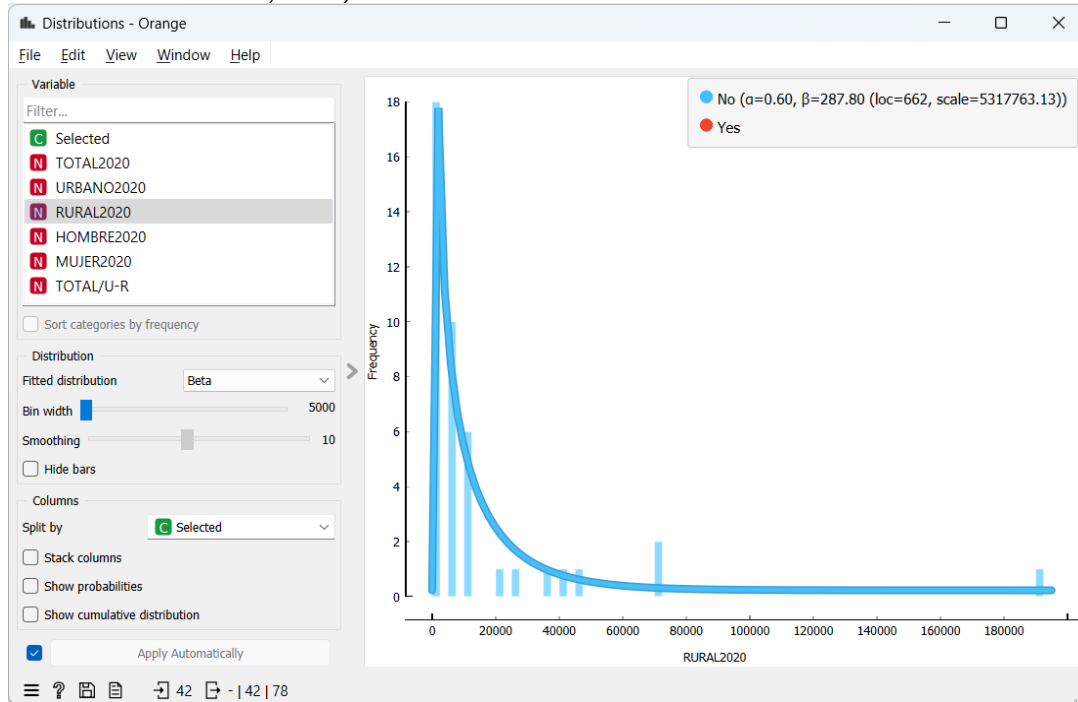 Distributions - Orange
File Edit View Window Help
Variable
Filter...
C Selected
N TOTAL2020
N URBANO2020
N RURAL2020
N HOMBRE2020
N MUJER2020
N TOTAL/U-R
Sort categories by frequency
Distribution
Fitted distribution Beta
Bin width 5000
Smoothing 10
Hide bars
Columns
Split by C Selected
Stack columns
Show probabilities
Show cumulative distribution
Apply Automatically
42 - | 42 | 78
No (α=0.60, β=287.80 (loc=662, scale=5317763.13))
Yes
18
16
14
12
10
8
6
4
2
0
Frequency
0 20000 40000 60000 80000 100000 120000 140000 160000 180000
RURAL2020